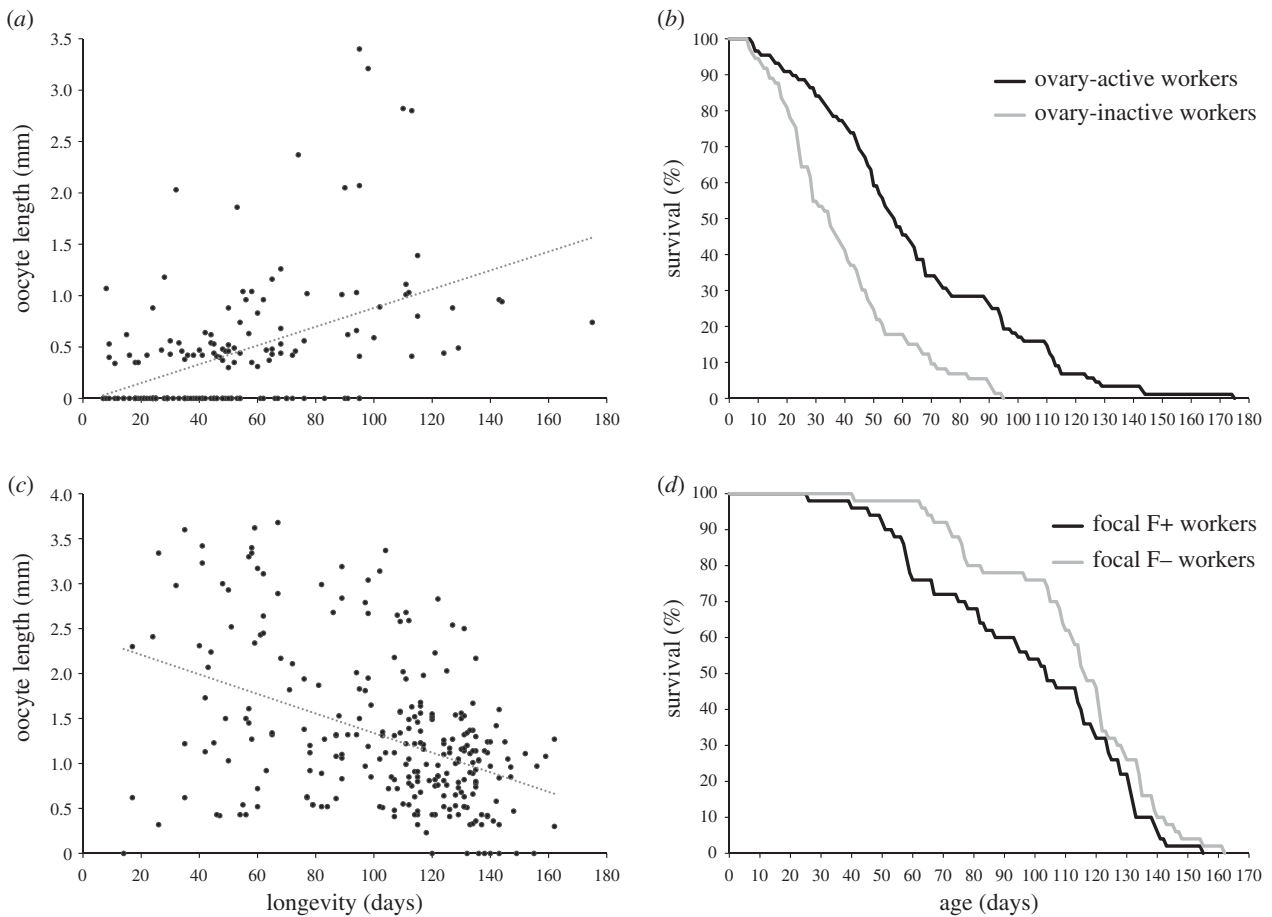 (a)
3.5
3.0
2.5
2.0
1.5
1.0
0.5
0
oocyte length (mm)
0 20 40 60 80 100 120 140 160 180
(b)
100
90
80
70
60
50
40
30
20
10
0
survival (%)
ovary-active workers
ovary-inactive workers
0 10 20 30 40 50 60 70 80 90 100 110 120 130 140 150 160 170 180
(c)
4.0
3.5
3.0
2.5
2.0
1.5
1.0
0.5
0
oocyte length (mm)
0 20 40 60 80 100 120 140 160 180
longevity (days)
(d)
100
90
80
70
60
50
40
30
20
10
0
survival (%)
focal F+ workers
focal F– workers
0 10 20 30 40 50 60 70 80 90 100 110 120 130 140 150 160 170
age (days)